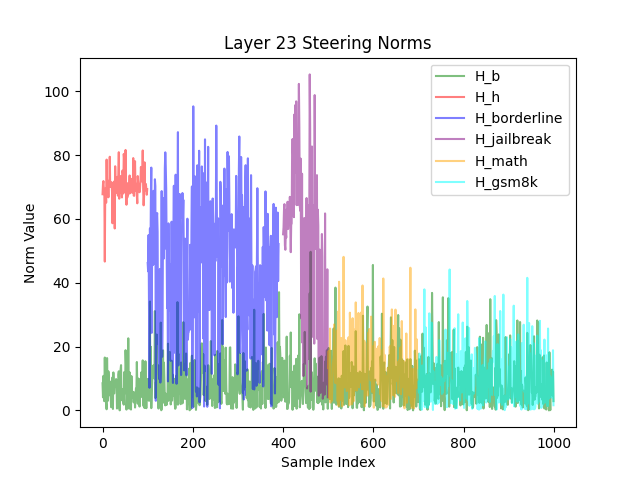 Layer 23 Steering Norms
Norm Value
100
80
60
40
20
0
0
200
400
600
800
1000
Sample Index
H_b
H_h
H_borderline
H_jailbreak
H_math
H_gsm8k